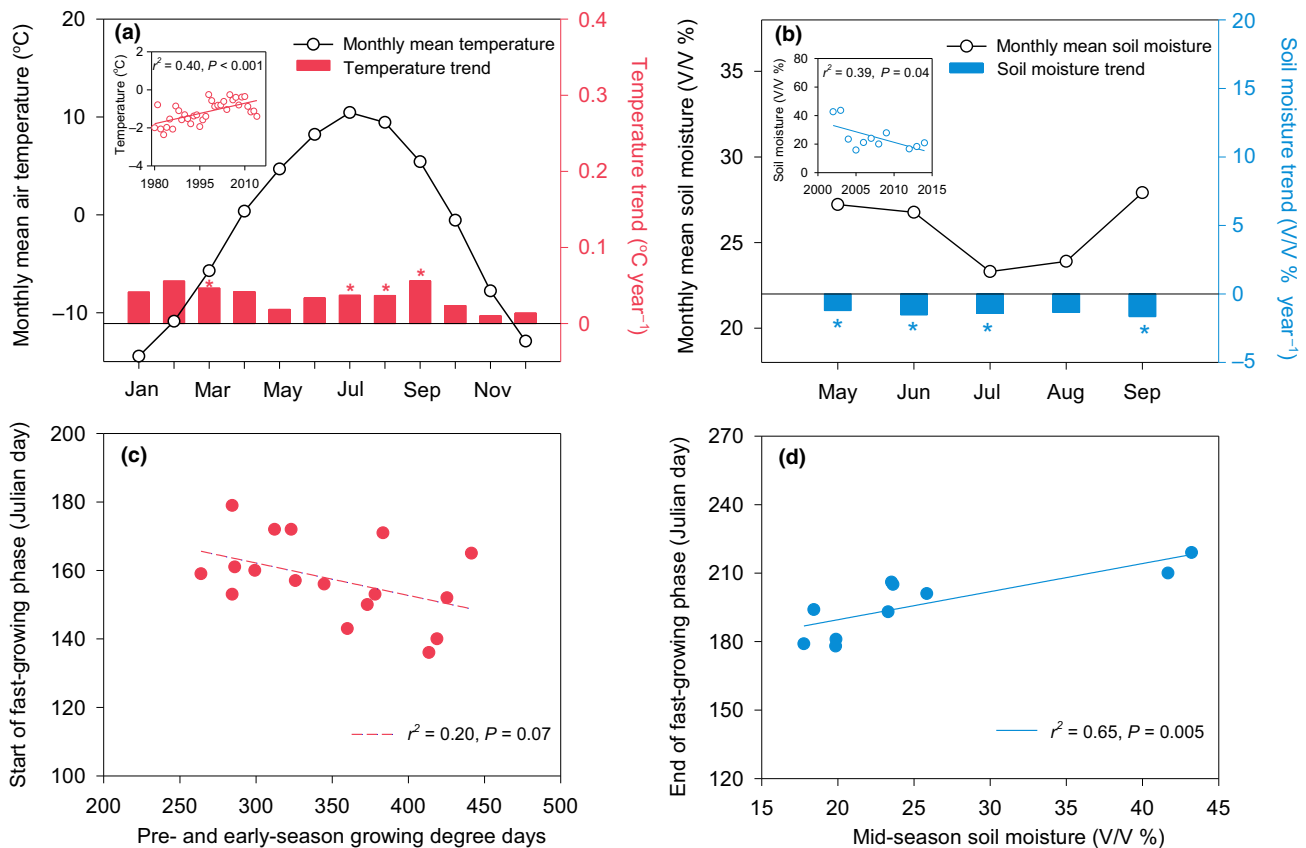 (a)
Monthly mean air temperature (ºC)
20
10
0
−10
Monthly mean temperature
Temperature trend
r² = 0.40, P < 0.001
Temperature (ºC)
2
0
−2
−4
1980 1995 2010
0.4
0.3
0.2
0.1
0
Temperature trend (ºC year⁻¹)
* * * *
Jan Mar May Jul Sep Nov
(b)
Monthly mean soil moisture (V/V %)
35
30
25
20
Monthly mean soil moisture
Soil moisture trend
r² = 0.39, P = 0.04
Soil moisture (V/V %)
80
60
40
20
0
2000 2005 2010 2015
20
15
10
5
0
−5
Soil moisture trend (V/V % year⁻¹)
* * * *
May Jun Jul Aug Sep
(c)
Start of fast-growing phase (Julian day)
200
180
160
140
120
100
r² = 0.20, P = 0.07
200 250 300 350 400 450 500
Pre- and early-season growing degree days
(d)
End of fast-growing phase (Julian day)
270
240
210
180
150
120
r² = 0.65, P = 0.005
15 20 25 30 35 40 45
Mid-season soil moisture (V/V %)